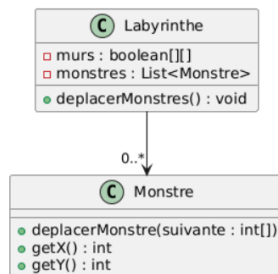 C Labyrinthe
murs : boolean[][]
monstres : List<Monstre>
deplacerMonstres() : void
0..*
C Monstre
deplacerMonstre(suivante : int[])
getX() : int
getY() : int